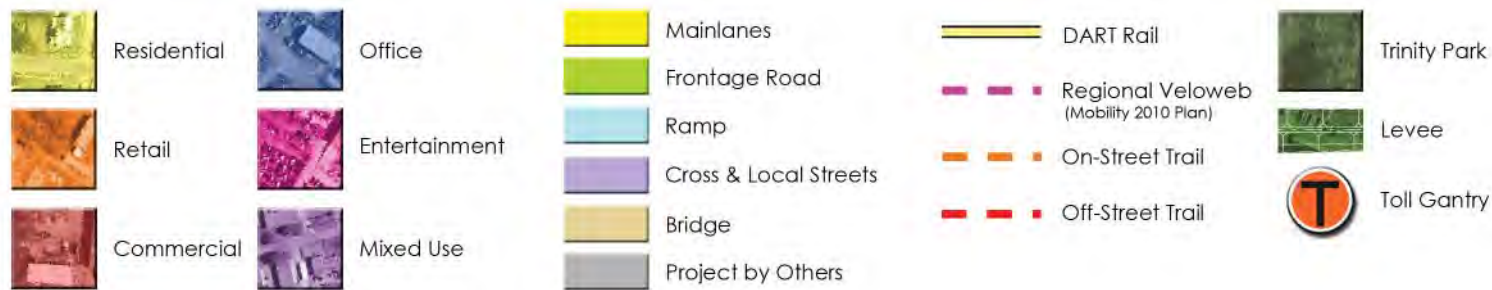 Residential
Retail
Commercial
Office
Entertainment
Mixed Use
Mainlanes
Frontage Road
Ramp
Cross & Local Streets
Bridge
Project by Others
DART Rail
Regional Veloweb
(Mobility 2010 Plan)
On-Street Trail
Off-Street Trail
Trinity Park
Levee
T
Toll Gantry